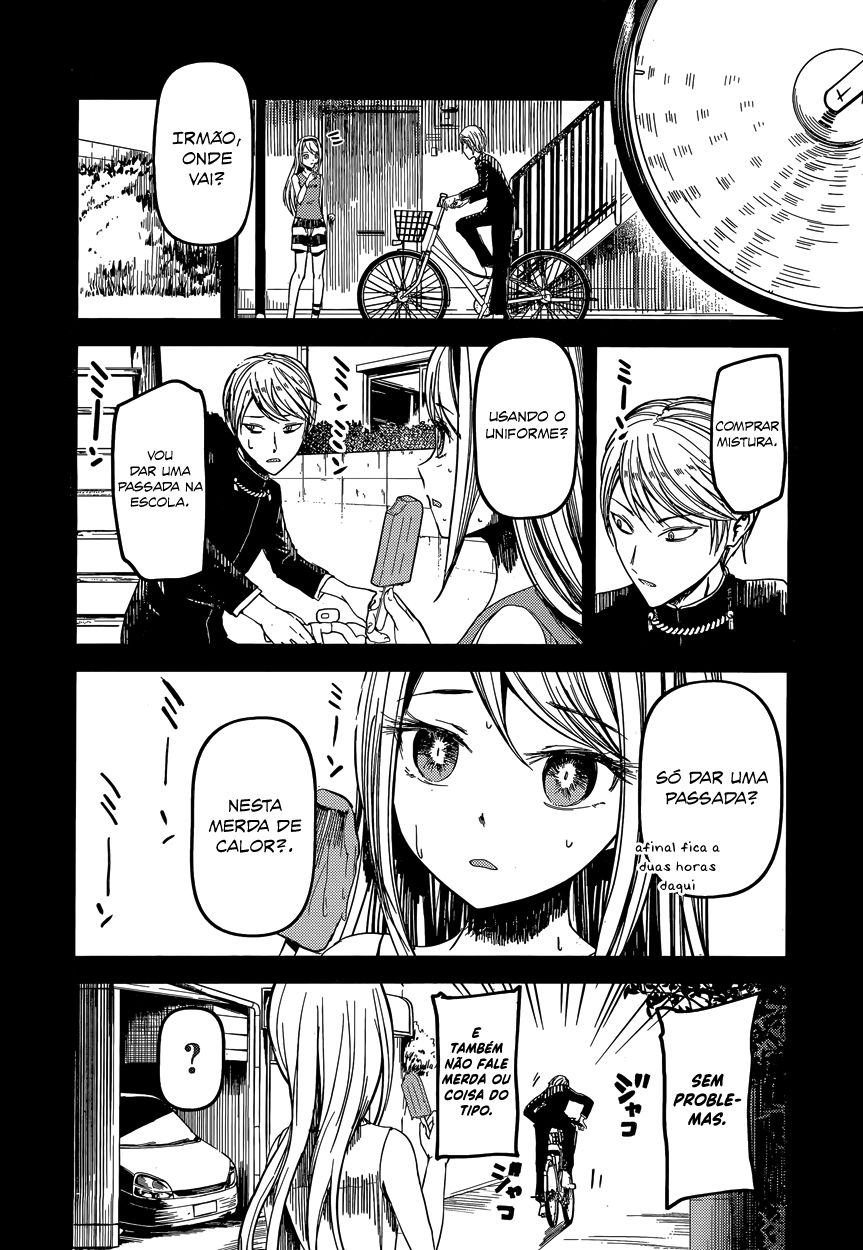 IRMÃO,
ONDE
VAI?
COMPRAR
MISTURA.
USANDO O
UNIFORME?
VOU
DAR UMA
PASSADA NA
ESCOLA.
SÓ DAR UMA
PASSADA?
afinal fica a
duas horas
daqui
NESTA
MERDA DE
CALOR?.
SEM
PROBLE-
MAS.
E
TAMBÉM
NÃO FALE
MERDA OU
COISA DO
TIPO.
?